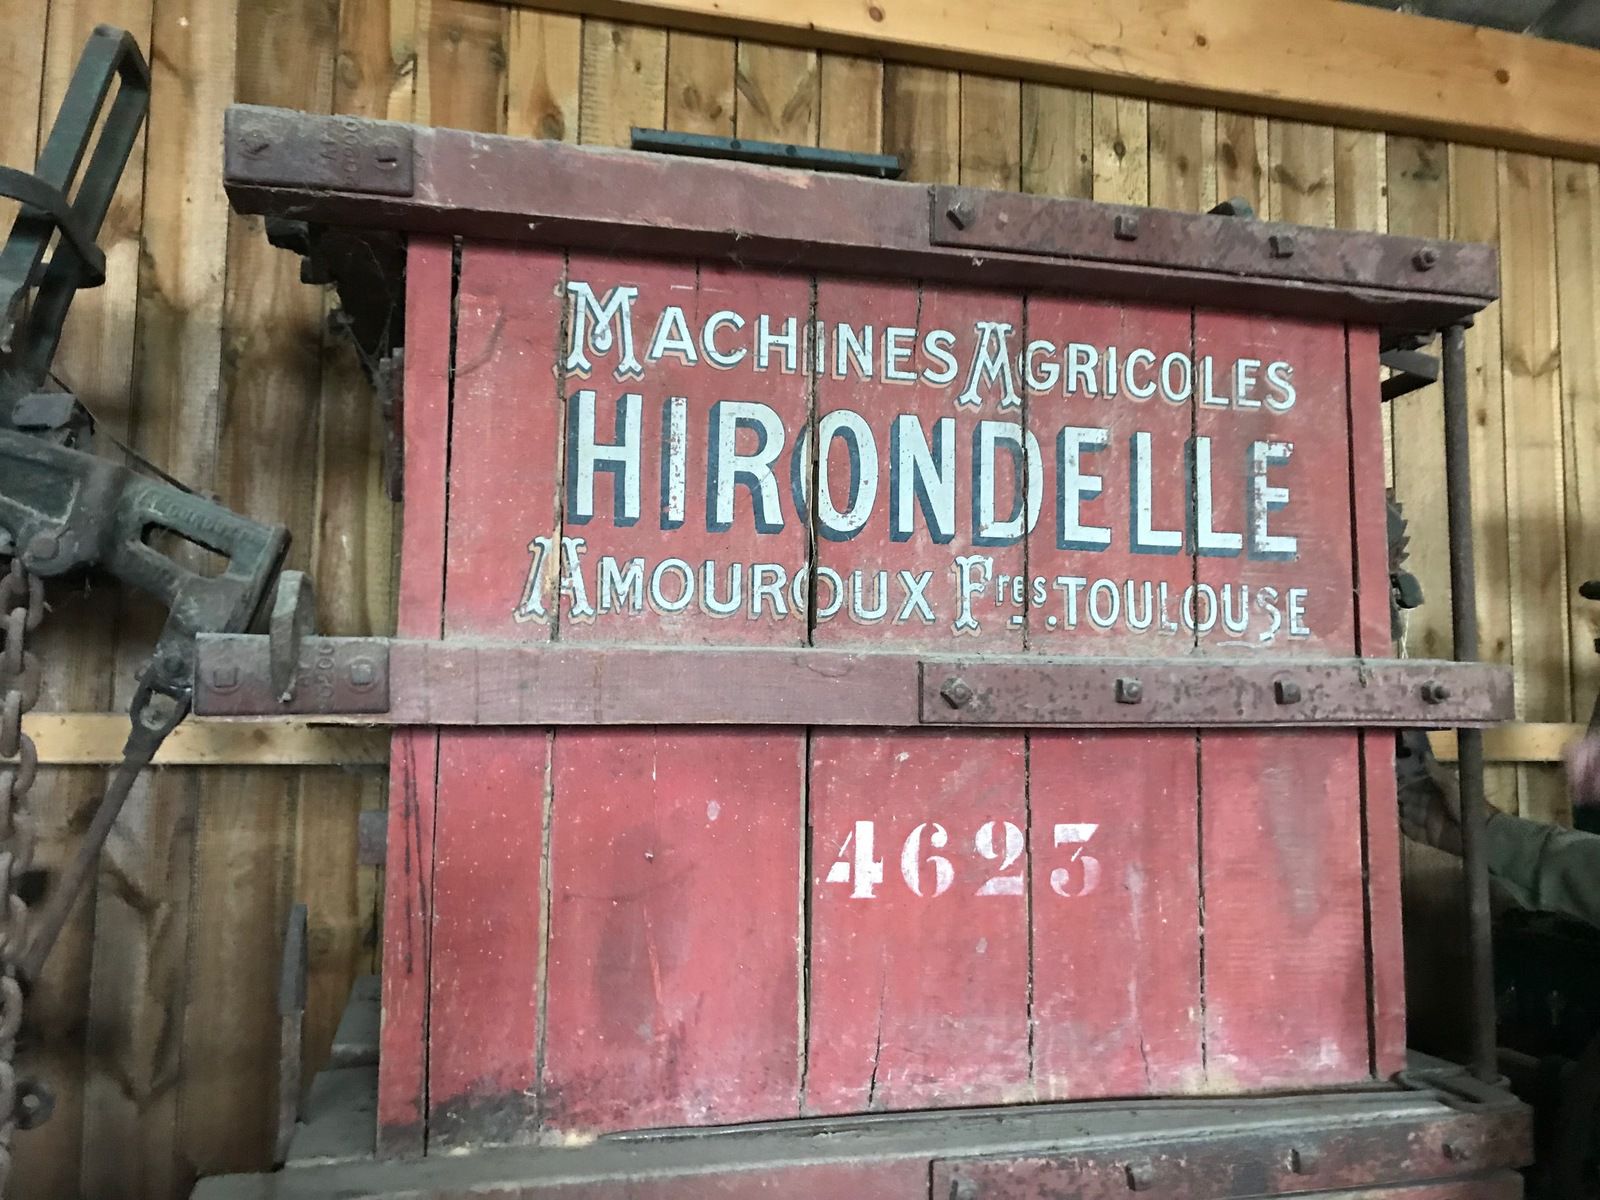 MACHINES AGRICOLES
HIRONDELLE
AMOUROUX Fres. TOULOUSE
4623